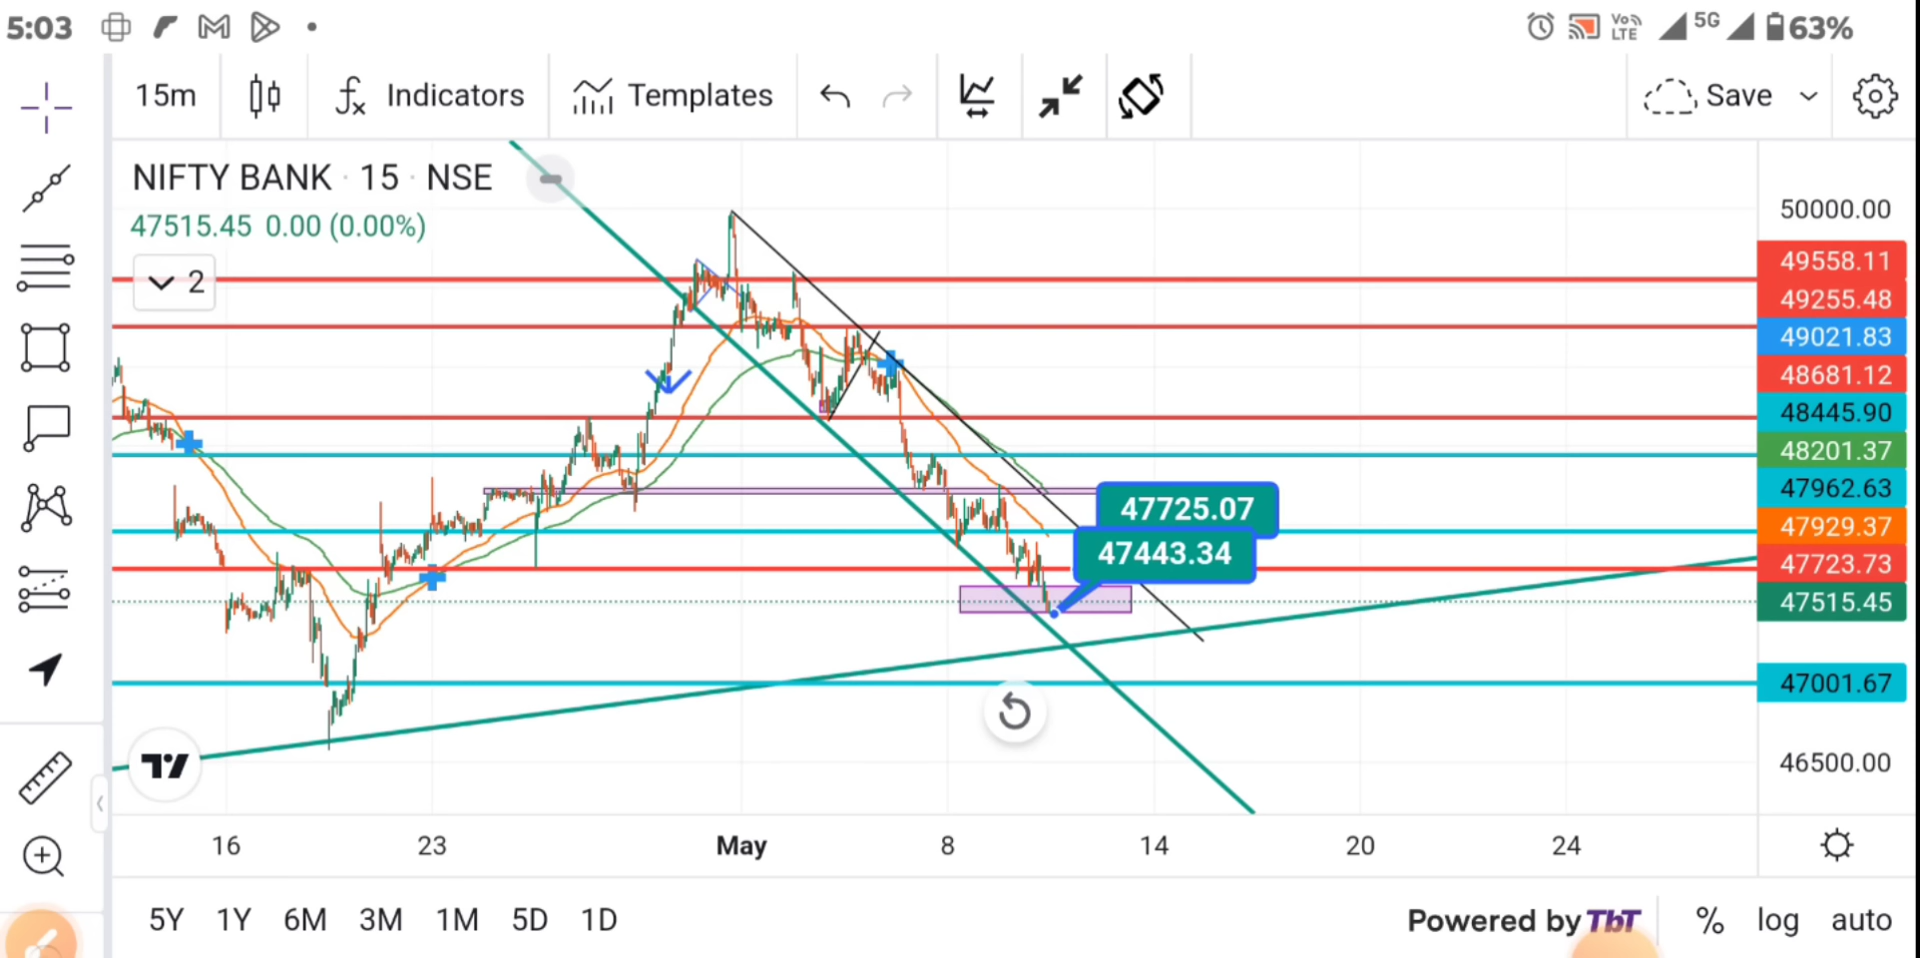 5:03
Vo
LTE
5G
63%
15m
Indicators
Templates
Save
NIFTY BANK · 15 · NSE
47515.45 0.00 (0.00%)
2
50000.00
49558.11
49255.48
49021.83
48681.12
48445.90
48201.37
47962.63
47929.37
47723.73
47515.45
47001.67
46500.00
47725.07
47443.34
16
23
May
8
14
20
24
5Y 1Y 6M 3M 1M 5D 1D
Powered by TbT
% log auto